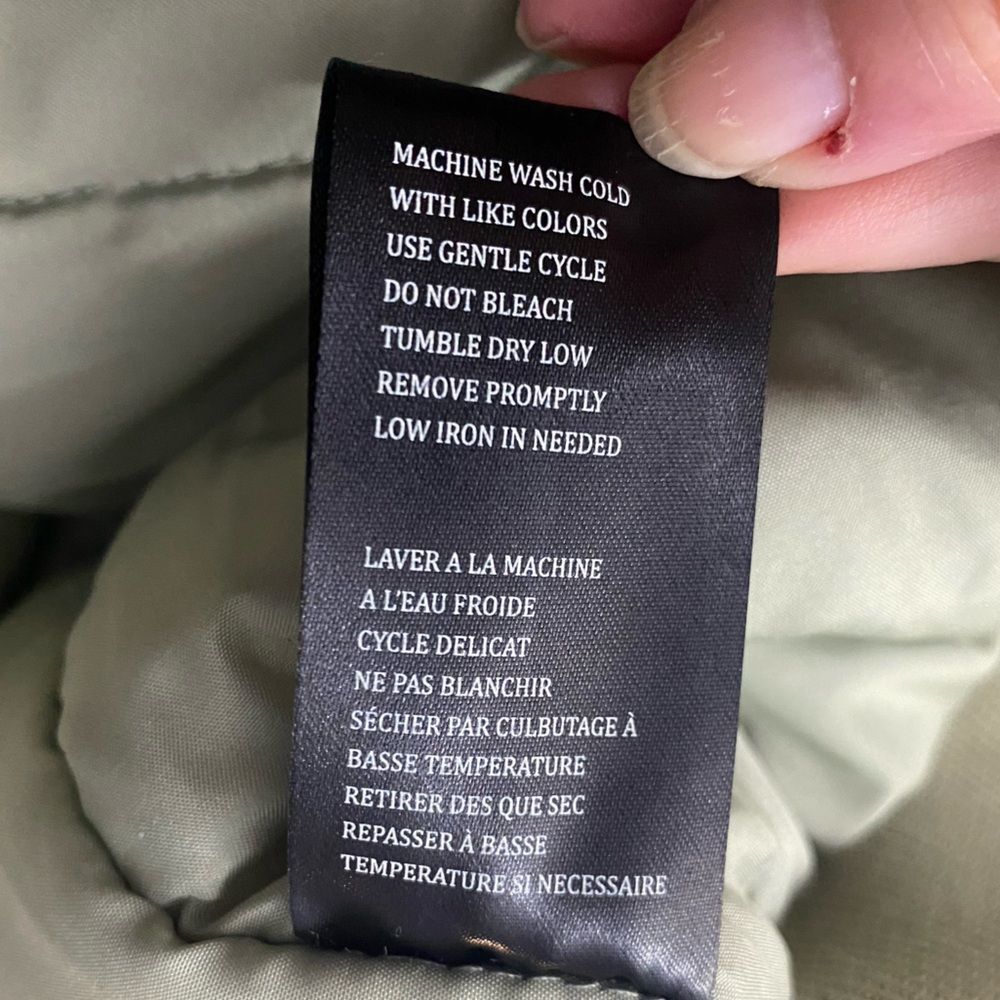 MACHINE WASH COLD
WITH LIKE COLORS
USE GENTLE CYCLE
DO NOT BLEACH
TUMBLE DRY LOW
REMOVE PROMPTLY
LOW IRON IN NEEDED
LAVER A LA MACHINE
A L'EAU FROIDE
CYCLE DELICAT
NE PAS BLANCHIR
SÉCHER PAR CULBUTAGE À
BASSE TEMPERATURE
RETIRER DES QUE SEC
REPASSER À BASSE
TEMPERATURE SI NECESSAIRE